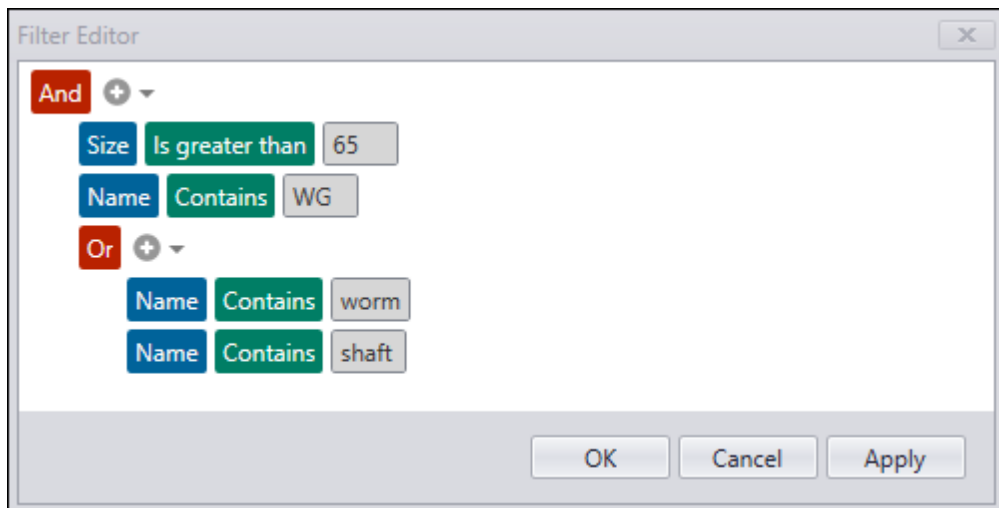 Filter Editor
And
Size Is greater than 65
Name Contains WG
Or
Name Contains worm
Name Contains shaft
OK Cancel Apply